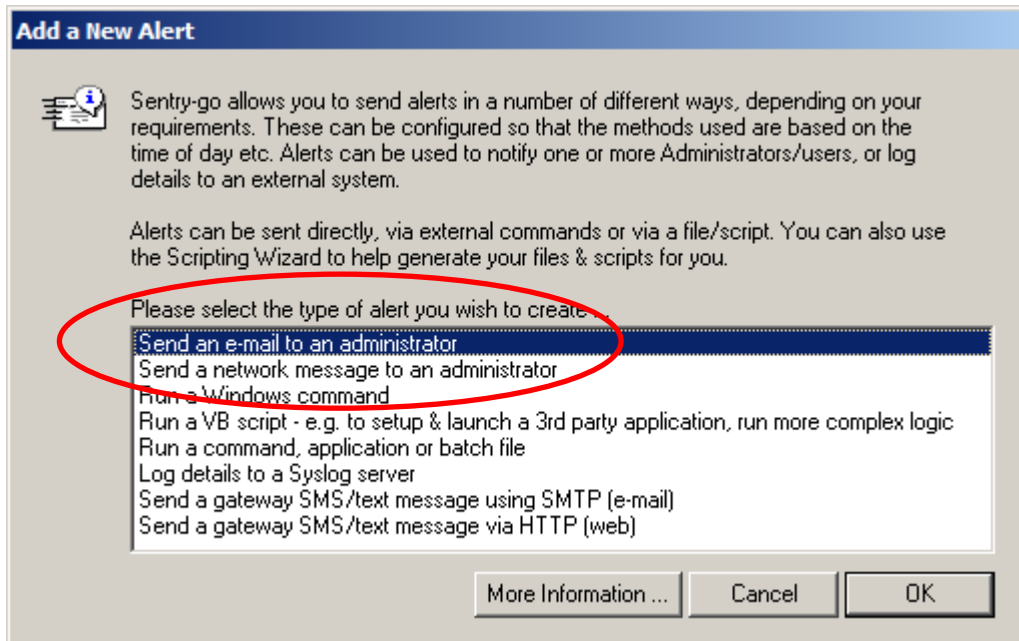 Add a New Alert
Sentry-go allows you to send alerts in a number of different ways, depending on your
requirements. These can be configured so that the methods used are based on the
time of day etc. Alerts can be used to notify one or more Administrators/users, or log
details to an external system.
Alerts can be sent directly, via external commands or via a file/script. You can also use
the Scripting Wizard to help generate your files & scripts for you.
Please select the type of alert you wish to create ...
Send an e-mail to an administrator
Send a network message to an administrator
Run a Windows command
Run a VB script - e.g. to setup & launch a 3rd party application, run more complex logic
Run a command, application or batch file
Log details to a Syslog server
Send a gateway SMS/text message using SMTP (e-mail)
Send a gateway SMS/text message via HTTP (web)
More Information ...
Cancel
OK